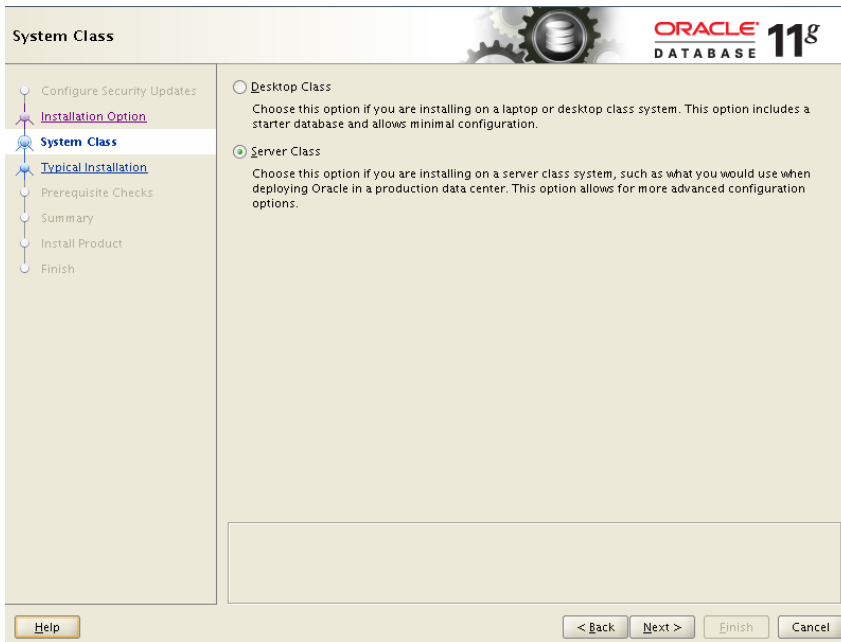 System Class
ORACLE DATABASE 11g
Configure Security Updates
Installation Option
System Class
Typical Installation
Prerequisite Checks
Summary
Install Product
Finish
Desktop Class
Choose this option if you are installing on a laptop or desktop class system. This option includes a
starter database and allows minimal configuration.
Server Class
Choose this option if you are installing on a server class system, such as what you would use when
deploying Oracle in a production data center. This option allows for more advanced configuration
options.
Help
< Back
Next >
Finish
Cancel